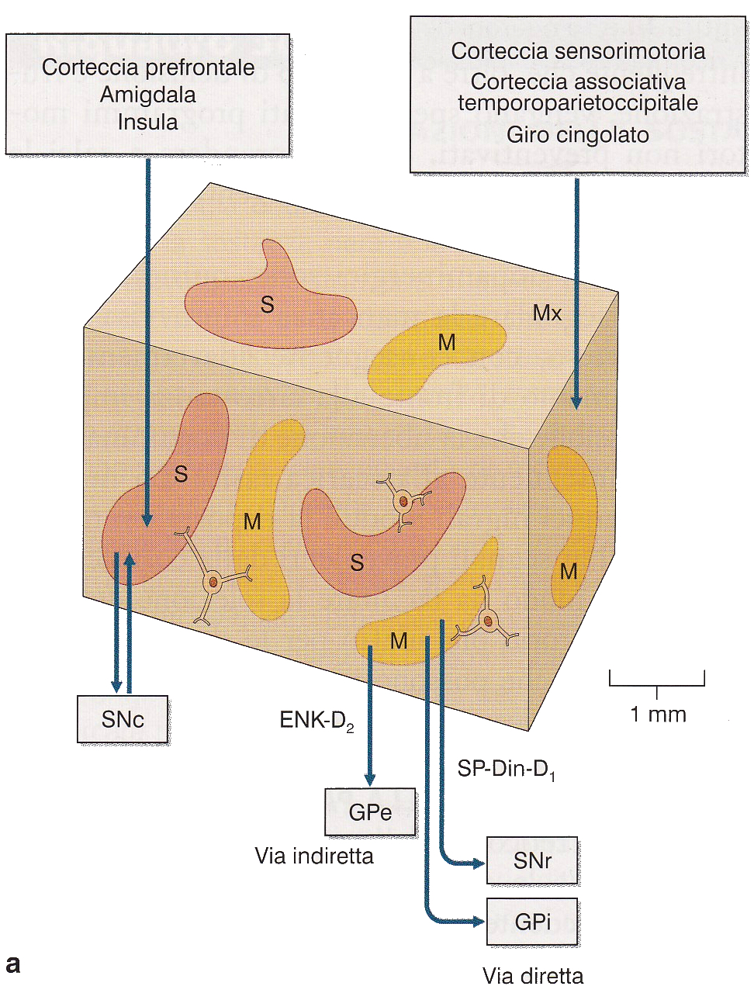 Corteccia prefrontale
Amigdala
Insula
Corteccia sensorimotoria
Corteccia associativa
temporoparietoccipitale
Giro cingolato
S
M
Mx
S
M
S
M
M
1 mm
SNc
ENK-D2
SP-Din-D1
GPe
Via indiretta
SNr
GPi
Via diretta
a